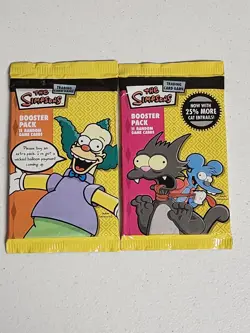 TRADING
CARD GAME
THE
SIMPSONS
BOOSTER
PACK
11 RANDOM
GAME CARDS
Please buy an
extra pack. I've got a
wicked balloon payment
coming up.
TRADING
CARD GAME
THE
SIMPSONS
BOOSTER
PACK
11 RANDOM
GAME CARDS
NOW WITH
25% MORE
CAT ENTRAILS!